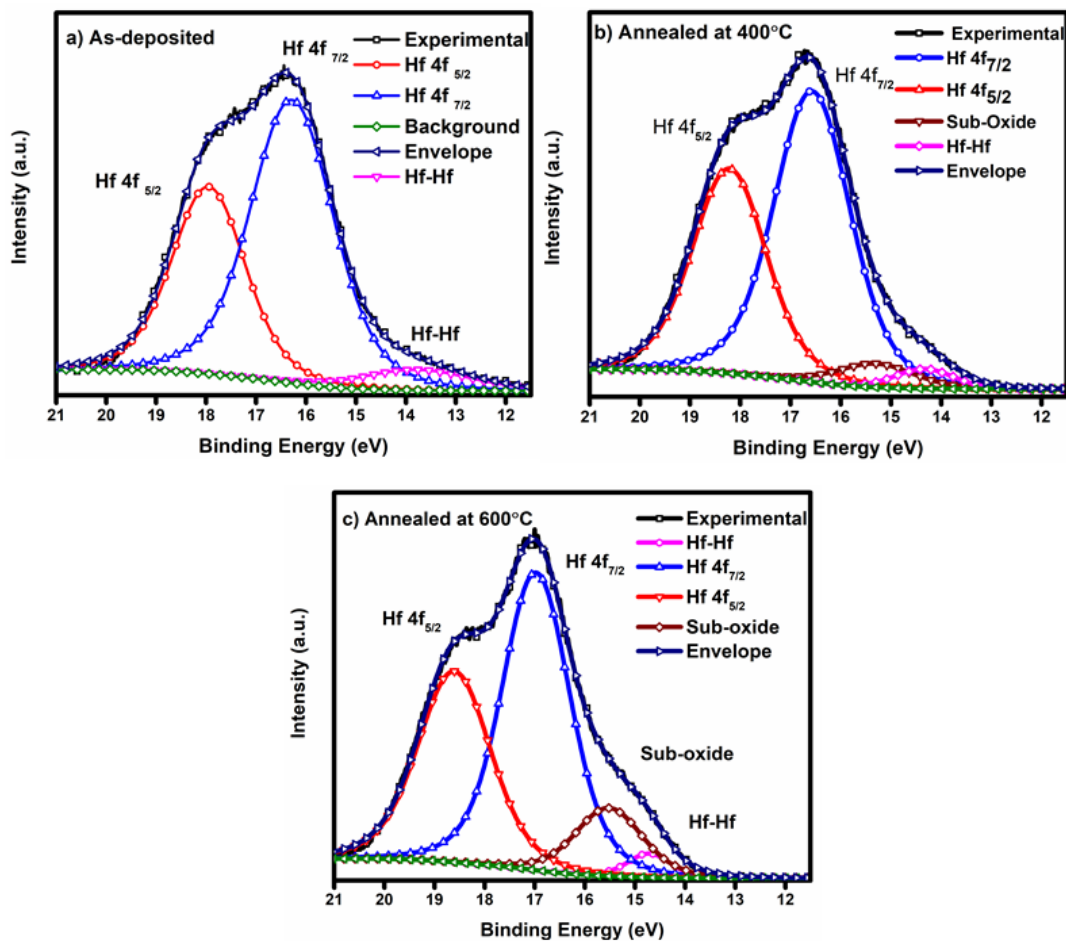 a) As-deposited
Hf 4f 7/2
Experimental
Hf 4f 5/2
Hf 4f 7/2
Background
Envelope
Hf-Hf
Hf 4f 5/2
Hf-Hf
Intensity (a.u.)
21 20 19 18 17 16 15 14 13 12
Binding Energy (eV)
b) Annealed at 400°C
Experimental
Hf 4f7/2
Hf 4f5/2
Sub-Oxide
Hf-Hf
Envelope
Hf 4f7/2
Hf 4f5/2
Intensity (a.u.)
21 20 19 18 17 16 15 14 13 12
Binding Energy (eV)
c) Annealed at 600°C
Experimental
Hf-Hf
Hf 4f7/2
Hf 4f5/2
Sub-oxide
Envelope
Hf 4f7/2
Hf 4f5/2
Sub-oxide
Hf-Hf
Intensity (a.u.)
21 20 19 18 17 16 15 14 13 12
Binding Energy (eV)